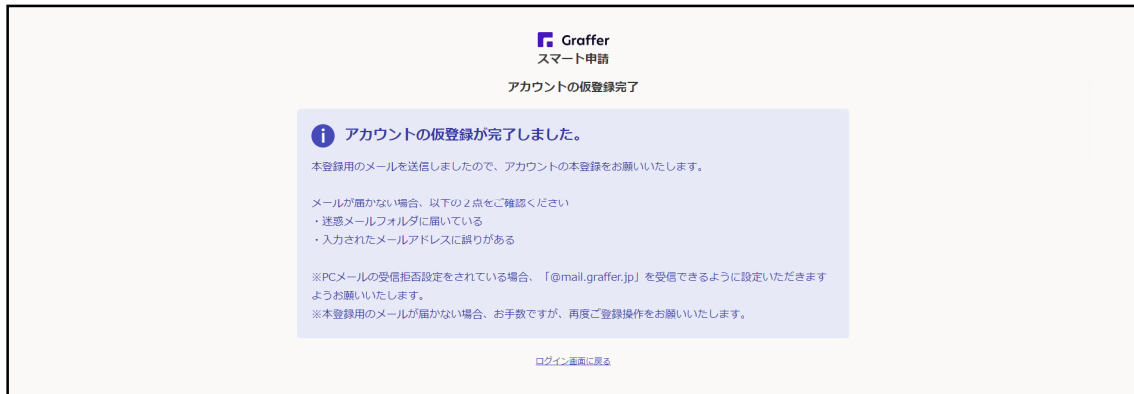 Graffer
スマート申請
アカウントの仮登録完了
アカウントの仮登録が完了しました。
本登録用のメールを送信しましたので、アカウントの本登録をお願いいたします。
メールが届かない場合、以下の２点をご確認ください
・迷惑メールフォルダに届いている
・入力されたメールアドレスに誤りがある
※PCメールの受信拒否設定をされている場合、「@mail.graffer.jp」を受信できるように設定いただきます
ようお願いいたします。
※本登録用のメールが届かない場合、お手数ですが、再度ご登録操作をお願いいたします。
ログイン画面に戻る